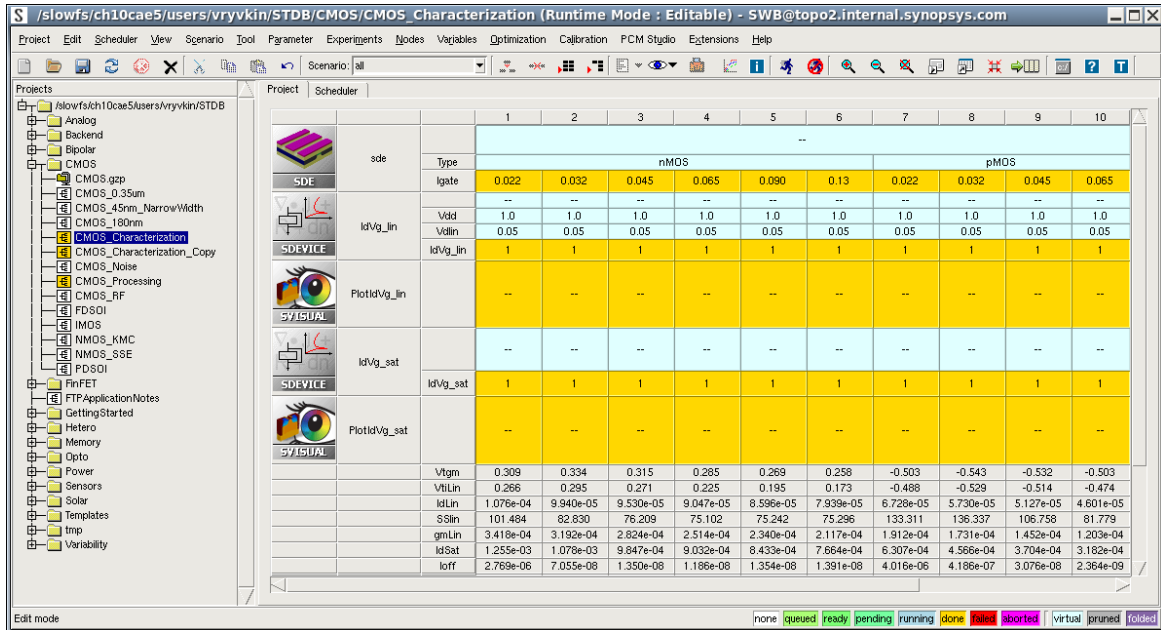 S /slowfs/ch10cae5/users/vryvkin/STDB/CMOS/CMOS_Characterization (Runtime Mode : Editable) - SWB@topo2.internal.synopsys.com
Project Edit Scheduler View Scenario Tool Parameter Experiments Nodes Variables Optimization Calibration PCM Studio Extensions Help
Scenario: all
Projects
/slowfs/ch10cae5/users/vryvkin/STDB
Analog
Backend
Bipolar
CMOS
CMOS.gzp
CMOS_0.35um
CMOS_45nm_NarrowWidth
CMOS_180nm
CMOS_Characterization
CMOS_Characterization_Copy
CMOS_Noise
CMOS_Processing
CMOS_RF
FDSOI
IMOS
NMOS_KMC
NMOS_SSE
PDSOI
FinFET
FTPApplicationNotes
GettingStarted
Hetero
Memory
Opto
Power
Sensors
Solar
Templates
tmp
Variability
Project Scheduler
1 2 3 4 5 6 7 8 9 10
--
SDE sde Type nMOS pMOS
lgate 0.022 0.032 0.045 0.065 0.090 0.13 0.022 0.032 0.045 0.065
-- -- -- -- -- -- -- -- -- --
Vdd 1.0 1.0 1.0 1.0 1.0 1.0 1.0 1.0 1.0 1.0
SDEVICE IdVg_lin Vdlin 0.05 0.05 0.05 0.05 0.05 0.05 0.05 0.05 0.05 0.05
IdVg_lin 1 1 1 1 1 1 1 1 1 1
SVISUAL PlotIdVg_lin -- -- -- -- -- -- -- -- -- --
SDEVICE IdVg_sat -- -- -- -- -- -- -- -- -- --
IdVg_sat 1 1 1 1 1 1 1 1 1 1
SVISUAL PlotIdVg_sat -- -- -- -- -- -- -- -- -- --
Vtgm 0.309 0.334 0.315 0.285 0.269 0.258 -0.503 -0.543 -0.532 -0.503
VtiLin 0.266 0.295 0.271 0.225 0.195 0.173 -0.488 -0.529 -0.514 -0.474
IdLin 1.076e-04 9.940e-05 9.530e-05 9.047e-05 8.596e-05 7.939e-05 6.728e-05 5.730e-05 5.127e-05 4.601e-05
SSlin 101.484 82.830 76.209 75.102 75.242 75.296 133.311 136.337 106.758 81.779
gmLin 3.418e-04 3.192e-04 2.824e-04 2.514e-04 2.340e-04 2.117e-04 1.912e-04 1.731e-04 1.452e-04 1.203e-04
IdSat 1.255e-03 1.078e-03 9.847e-04 9.032e-04 8.433e-04 7.664e-04 6.307e-04 4.566e-04 3.704e-04 3.182e-04
Ioff 2.769e-06 7.055e-08 1.350e-08 1.186e-08 1.354e-08 1.391e-08 4.016e-06 4.186e-07 3.076e-08 2.364e-09
Edit mode
none queued ready pending running done failed aborted virtual pruned folded